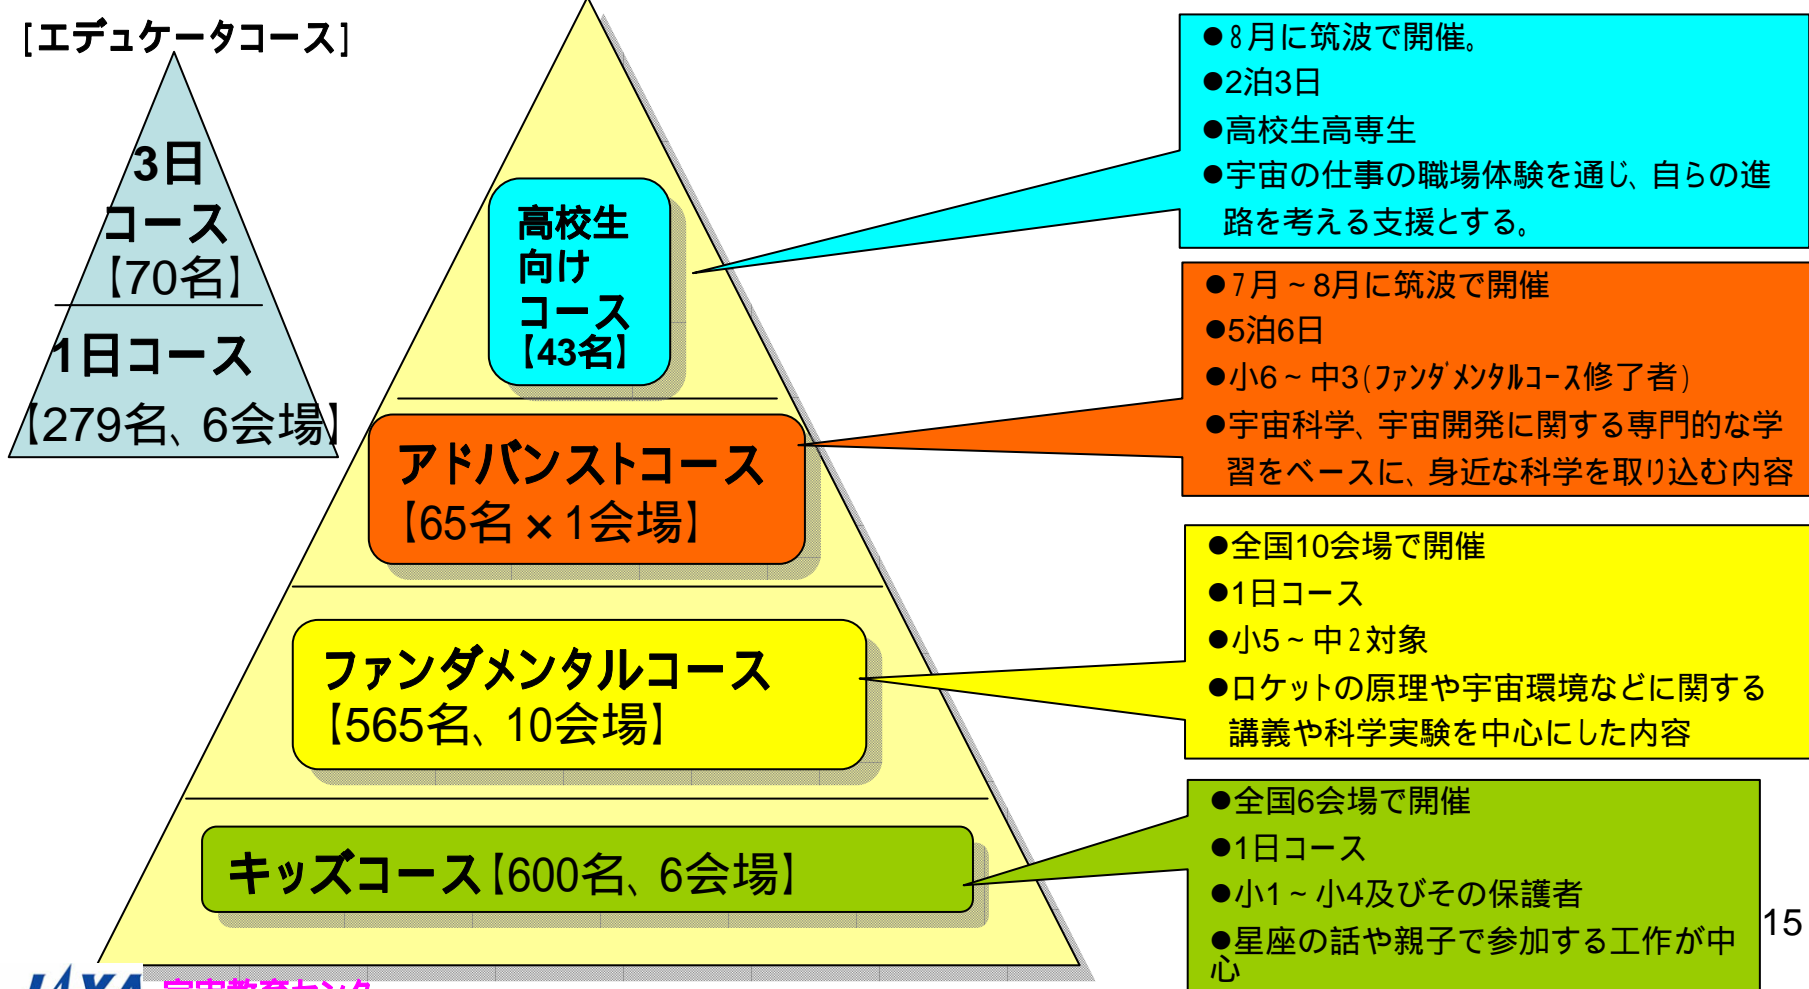 [エデュケータコース]
3日
コース
【70名】
1日コース
【279名、6会場】
高校生
向け
コース
【43名】
アドバンストコース
【65名×1会場】
ファンダメンタルコース
【565名、10会場】
キッズコース【600名、6会場】
●8月に筑波で開催。
●2泊3日
●高校生高専生
●宇宙の仕事の職場体験を通じ、自らの進
路を考える支援とする。
●7月~8月に筑波で開催
●5泊6日
●小6~中3(ファンダメンタルコース修了者)
●宇宙科学、宇宙開発に関する専門的な学
習をベースに、身近な科学を取り込む内容
●全国10会場で開催
●1日コース
●小5~中2対象
●ロケットの原理や宇宙環境などに関する
講義や科学実験を中心にした内容
●全国6会場で開催
●1日コース
●小1~小4及びその保護者
●星座の話や親子で参加する工作が中
心
15
JAXA 宇宙教育センター